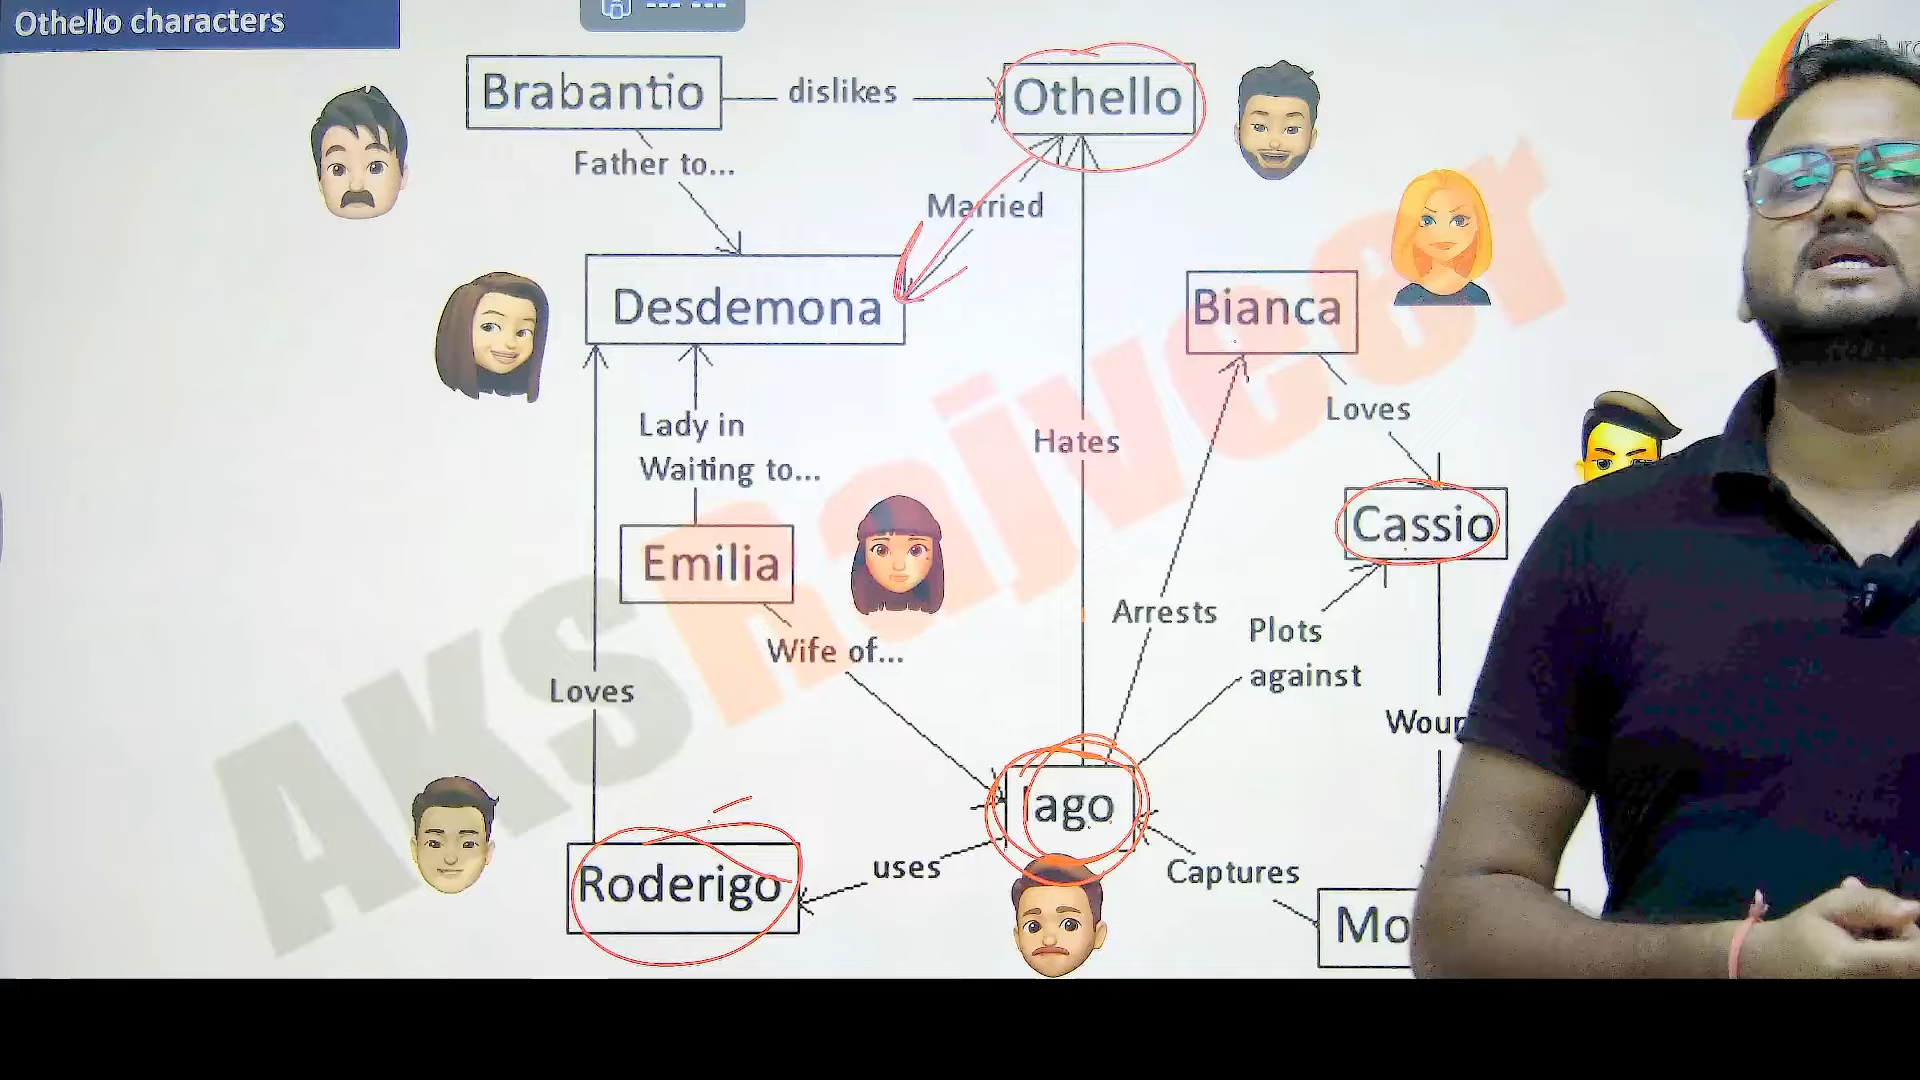 Othello characters
Brabantio
dislikes
Othello
Father to...
Married
Desdemona
Bianca
Loves
Lady in
Waiting to...
Hates
Cassio
Emilia
Arrests
Plots
against
Wife of...
Loves
Iago
uses
Roderigo
Captures
AKSRajveer